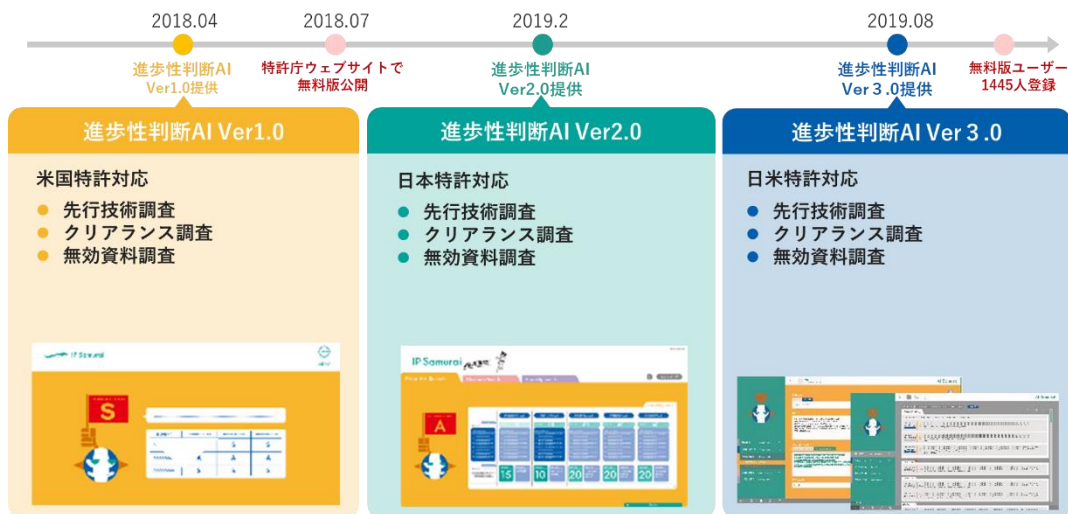 2018.04
2018.07
2019.2
2019.08
進歩性判断AI
Ver1.0提供
特許庁ウェブサイトで
無料版公開
進歩性判断AI
Ver2.0提供
進歩性判断AI
Ver３.0提供
無料版ユーザー
1445人登録
進歩性判断AI Ver1.0
米国特許対応
先行技術調査
クリアランス調査
無効資料調査
IP Samurai
S
進歩性判断AI Ver2.0
日本特許対応
先行技術調査
クリアランス調査
無効資料調査
IP Samurai
A
15
10
20
20
20
20
進歩性判断AI Ver３.0
日米特許対応
先行技術調査
クリアランス調査
無効資料調査